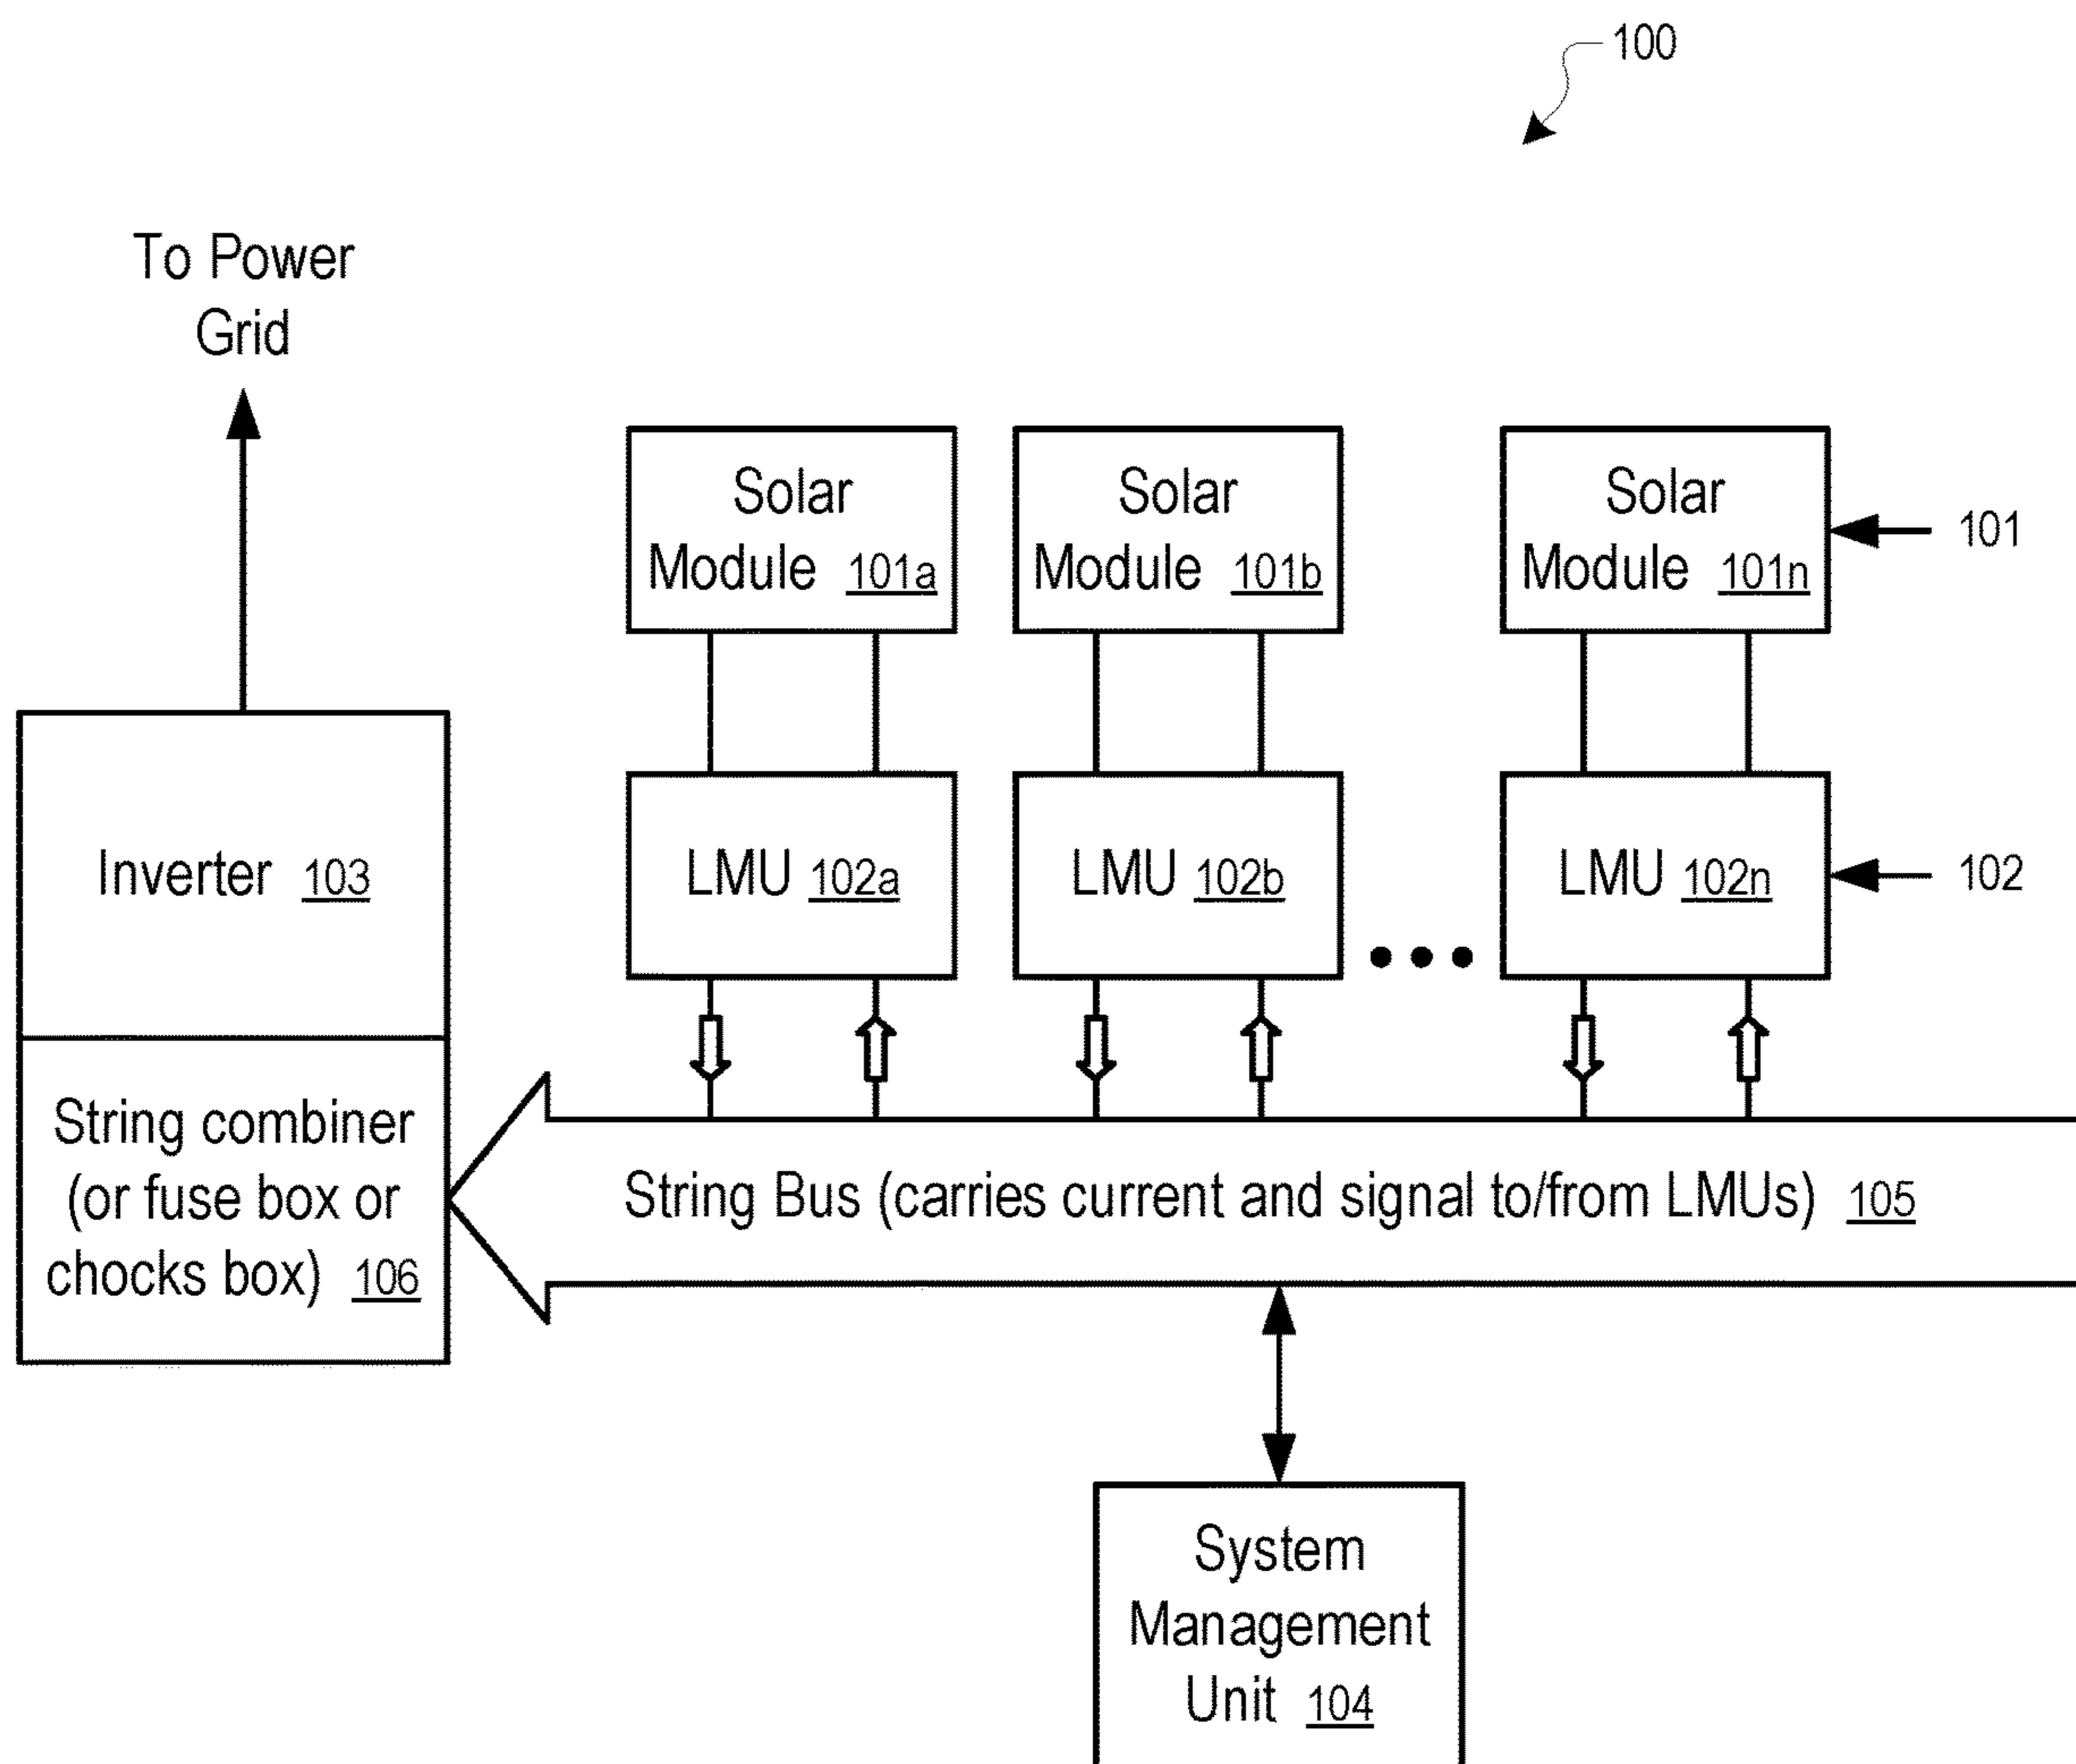 100
To Power
Grid
Solar
Module 101a
Solar
Module 101b
Solar
Module 101n
101
Inverter 103
LMU 102a
LMU 102b
LMU 102n
102
String combiner
(or fuse box or
chocks box) 106
String Bus (carries current and signal to/from LMUs) 105
System
Management
Unit 104